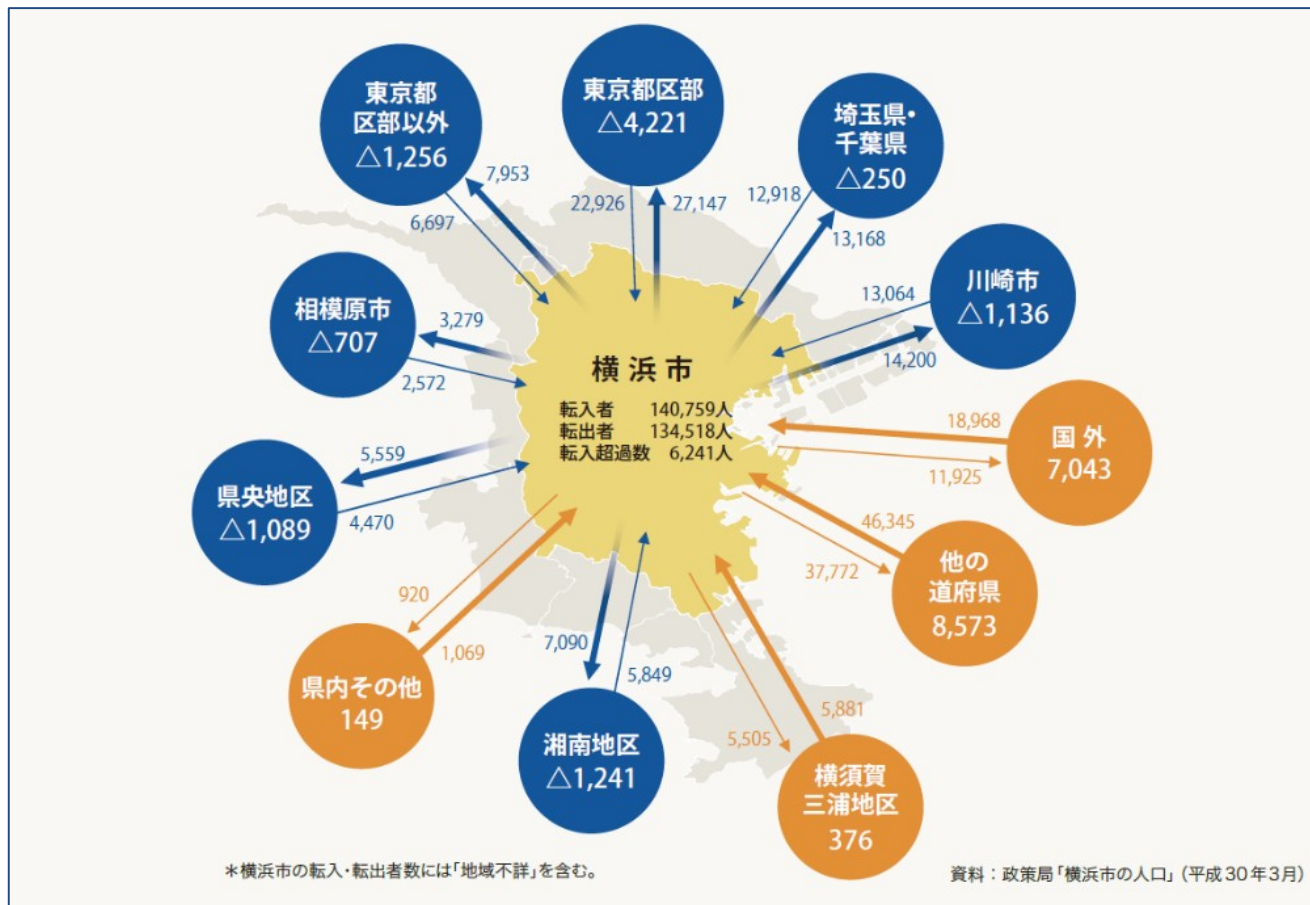 東京都
区部以外
△1,256
7,953
6,697
東京都区部
△4,221
22,926
27,147
埼玉県・
千葉県
△250
12,918
13,168
相模原市
△707
3,279
2,572
川崎市
△1,136
13,064
14,200
横浜市
転入者 140,759人
転出者 134,518人
転入超過数 6,241人
国外
7,043
18,968
11,925
県央地区
△1,089
5,559
4,470
他の
道府県
8,573
46,345
37,772
県内その他
149
920
1,069
湘南地区
△1,241
7,090
5,849
横須賀
三浦地区
376
5,881
5,505
＊横浜市の転入・転出者数には「地域不詳」を含む。
資料：政策局「横浜市の人口」（平成30年3月）